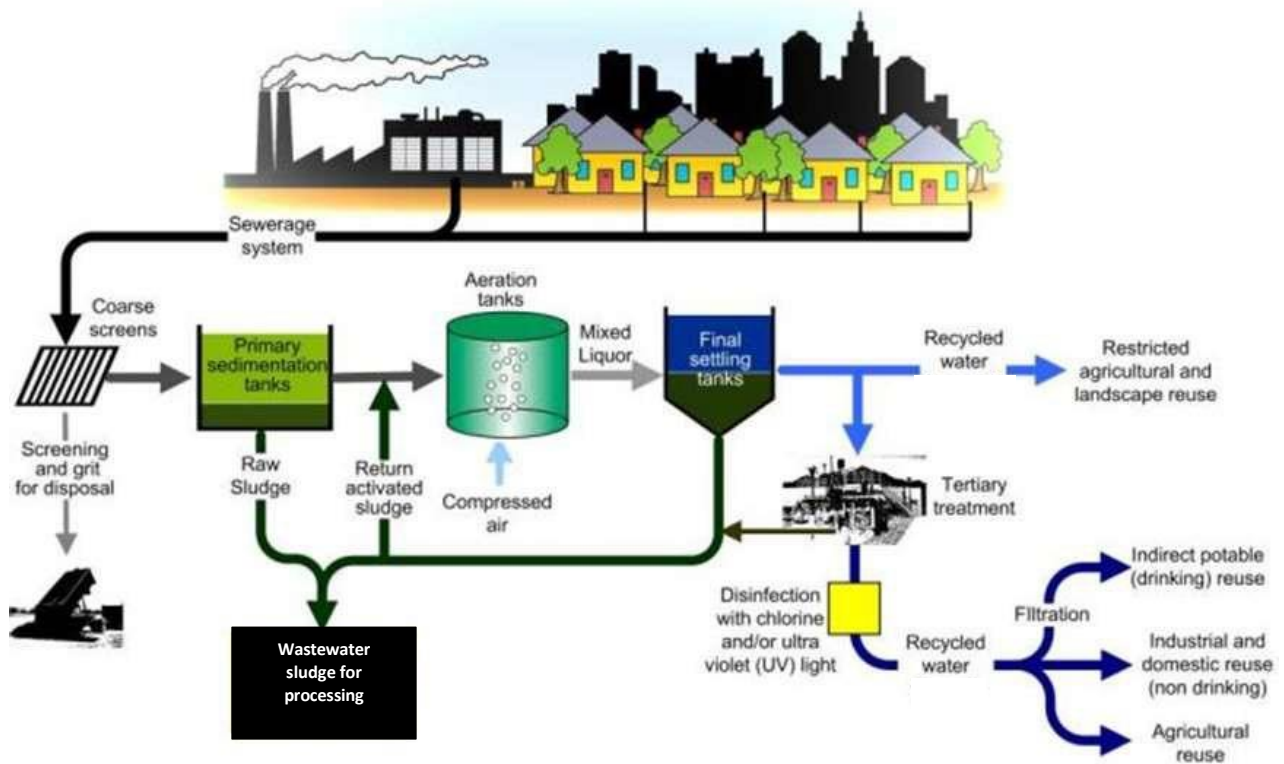 Sewerage
system
Coarse
screens
Primary
sedimentation
tanks
Aeration
tanks
Mixed
Liquor
Final
settling
tanks
Recycled
water
Restricted
agricultural and
landscape reuse
Screening
and grit
for disposal
Raw
Sludge
Return
activated
sludge
Compressed
air
Tertiary
treatment
Wastewater
sludge for
processing
Disinfection
with chlorine
and/or ultra
violet (UV) light
Recycled
water
FIltration
Indirect potable
(drinking) reuse
Industrial and
domestic reuse
(non drinking)
Agricultural
reuse